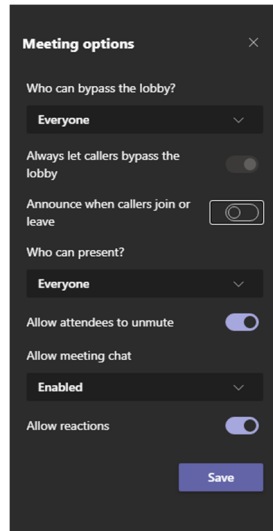 Meeting options
Who can bypass the lobby?
Everyone
Always let callers bypass the
lobby
Announce when callers join or
leave
Who can present?
Everyone
Allow attendees to unmute
Allow meeting chat
Enabled
Allow reactions
Save